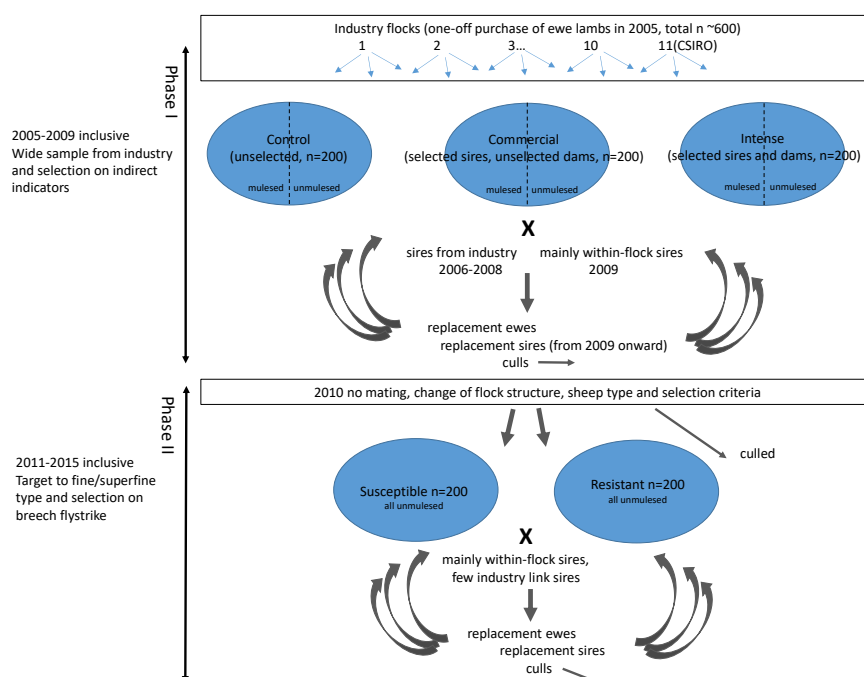 Industry flocks (one-off purchase of ewe lambs in 2005, total n ~600)
1 2 3... 10 11(CSIRO)
Phase I
2005-2009 inclusive
Wide sample from industry
and selection on indirect
indicators
Control
(unselected, n=200)
mulesed unmulesed
Commercial
(selected sires, unselected dams, n=200)
mulesed unmulesed
Intense
(selected sires and dams, n=200)
mulesed unmulesed
X
sires from industry
2006-2008
mainly within-flock sires
2009
replacement ewes
replacement sires (from 2009 onward)
culls
2010 no mating, change of flock structure, sheep type and selection criteria
Phase II
culled
2011-2015 inclusive
Target to fine/superfine
type and selection on
breech flystrike
Susceptible n=200
all unmulesed
Resistant n=200
all unmulesed
X
mainly within-flock sires,
few industry link sires
replacement ewes
replacement sires
culls